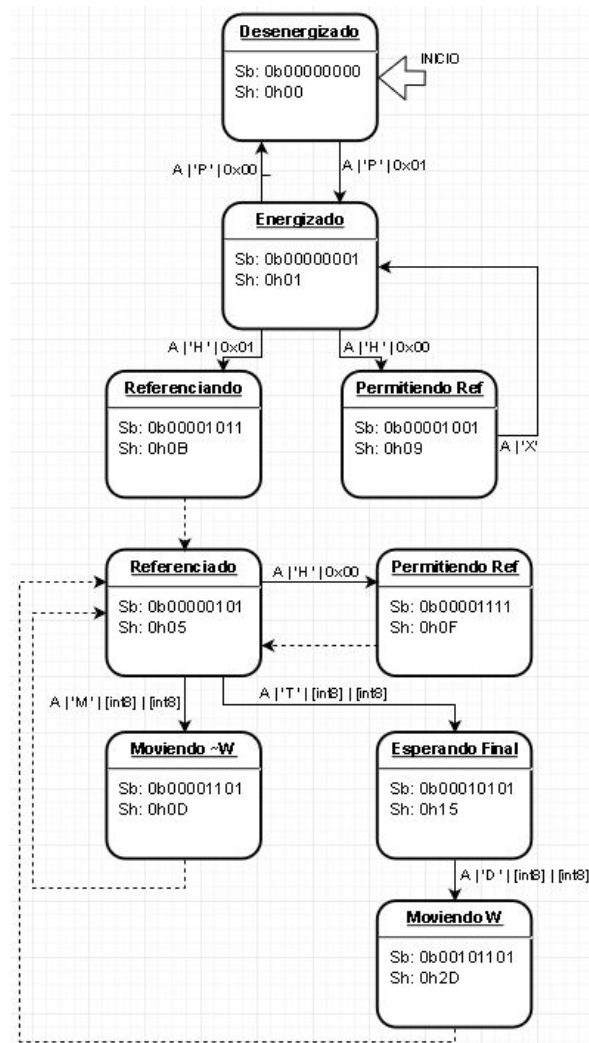 Desenergizado
Sb: 0b00000000
Sh: 0h00
INICIO
A |'P'|0x00
A |'P'|0x01
Energizado
Sb: 0b00000001
Sh: 0h01
A |'H'|0x01
A |'H'|0x00
Referenciando
Sb: 0b00001011
Sh: 0h0B
Permitiendo Ref
Sb: 0b00001001
Sh: 0h09
A |'X'
Referenciado
Sb: 0b00000101
Sh: 0h05
A |'H'|0x00
Permitiendo Ref
Sb: 0b00001111
Sh: 0h0F
A |'M'| [int8] | [int8]
A |'T'| [int8] | [int8]
Moviendo ~W
Sb: 0b00001101
Sh: 0h0D
Esperando Final
Sb: 0b00010101
Sh: 0h15
A |'D'| [int8] | [int8]
Moviendo W
Sb: 0b00101101
Sh: 0h2D